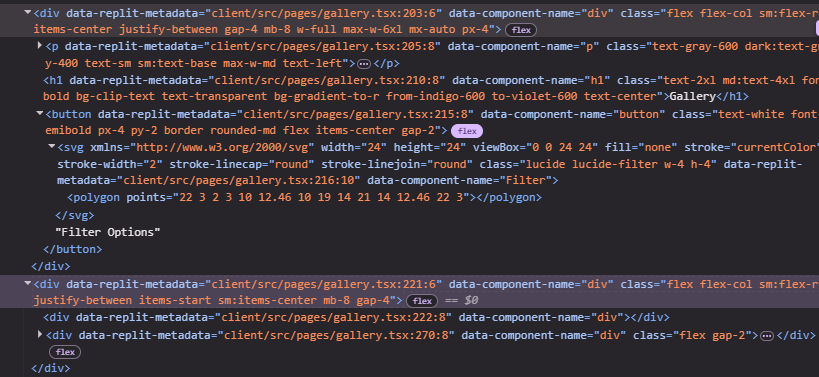 <div data-replit-metadata="client/src/pages/gallery.tsx:203:6" data-component-name="div" class="flex flex-col sm:flex-r
items-center justify-between gap-4 mb-8 w-full max-w-6xl mx-auto px-4"> flex
<p data-replit-metadata="client/src/pages/gallery.tsx:205:8" data-component-name="p" class="text-gray-600 dark:text-gr
y-400 text-sm sm:text-base max-w-md text-left">…</p>
<h1 data-replit-metadata="client/src/pages/gallery.tsx:210:8" data-component-name="h1" class="text-2xl md:text-4xl fon
bold bg-clip-text text-transparent bg-gradient-to-r from-indigo-600 to-violet-600 text-center">Gallery</h1>
<button data-replit-metadata="client/src/pages/gallery.tsx:215:8" data-component-name="button" class="text-white font
emibold px-4 py-2 border rounded-md flex items-center gap-2"> flex
<svg xmlns="http://www.w3.org/2000/svg" width="24" height="24" viewBox="0 0 24 24" fill="none" stroke="currentColor"
stroke-width="2" stroke-linecap="round" stroke-linejoin="round" class="lucide lucide-filter w-4 h-4" data-replit-
metadata="client/src/pages/gallery.tsx:216:10" data-component-name="Filter">
<polygon points="22 3 2 3 10 12.46 10 19 14 21 14 12.46 22 3"></polygon>
</svg>
"Filter Options"
</button>
</div>
<div data-replit-metadata="client/src/pages/gallery.tsx:221:6" data-component-name="div" class="flex flex-col sm:flex-r
justify-between items-start sm:items-center mb-8 gap-4"> flex == $0
<div data-replit-metadata="client/src/pages/gallery.tsx:222:8" data-component-name="div"></div>
<div data-replit-metadata="client/src/pages/gallery.tsx:270:8" data-component-name="div" class="flex gap-2">…</div>
flex
</div>